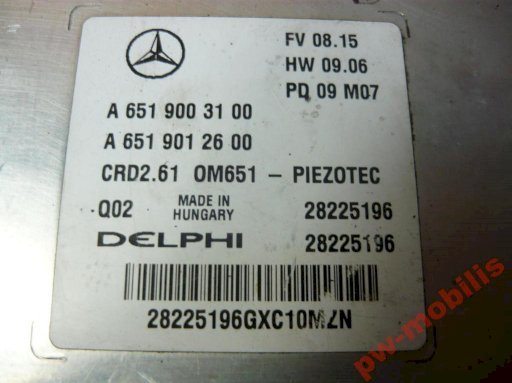 FV 08.15
HW 09.06
PD 09 M07
A 651 900 31 00
A 651 901 26 00
CRD2.61 OM651 - PIEZOTEC
Q02 MADE IN HUNGARY 28225196
DELPHI 28225196
28225196GXC10MZN
pw-mobilis